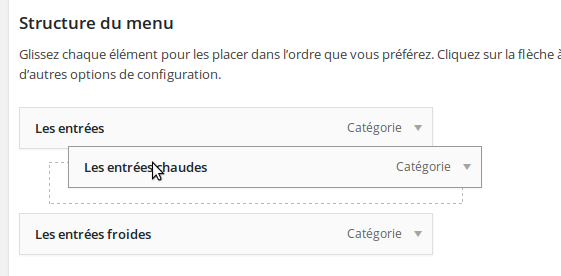 Structure du menu
Glissez chaque élément pour les placer dans l'ordre que vous préférez. Cliquez sur la flèche à
d'autres options de configuration.
Les entrées Catégorie
Les entrées chaudes Catégorie
Les entrées froides Catégorie